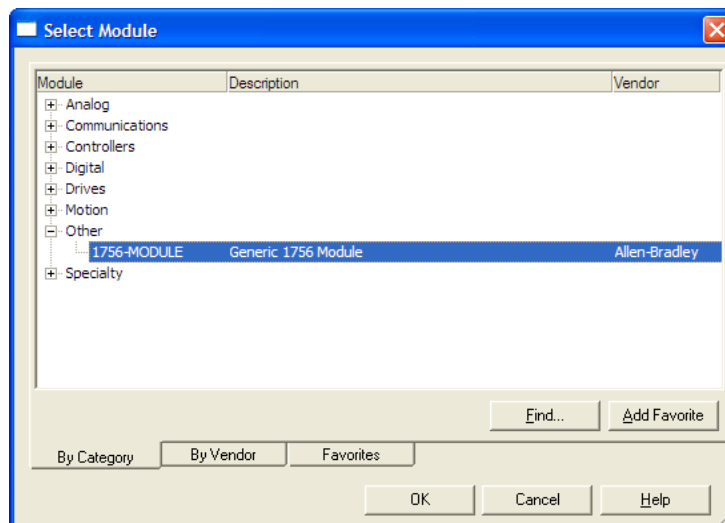 Select Module
Module Description Vendor
Analog
Communications
Controllers
Digital
Drives
Motion
Other
1756-MODULE Generic 1756 Module Allen-Bradley
Specialty
Find... Add Favorite
By Category By Vendor Favorites
OK Cancel Help